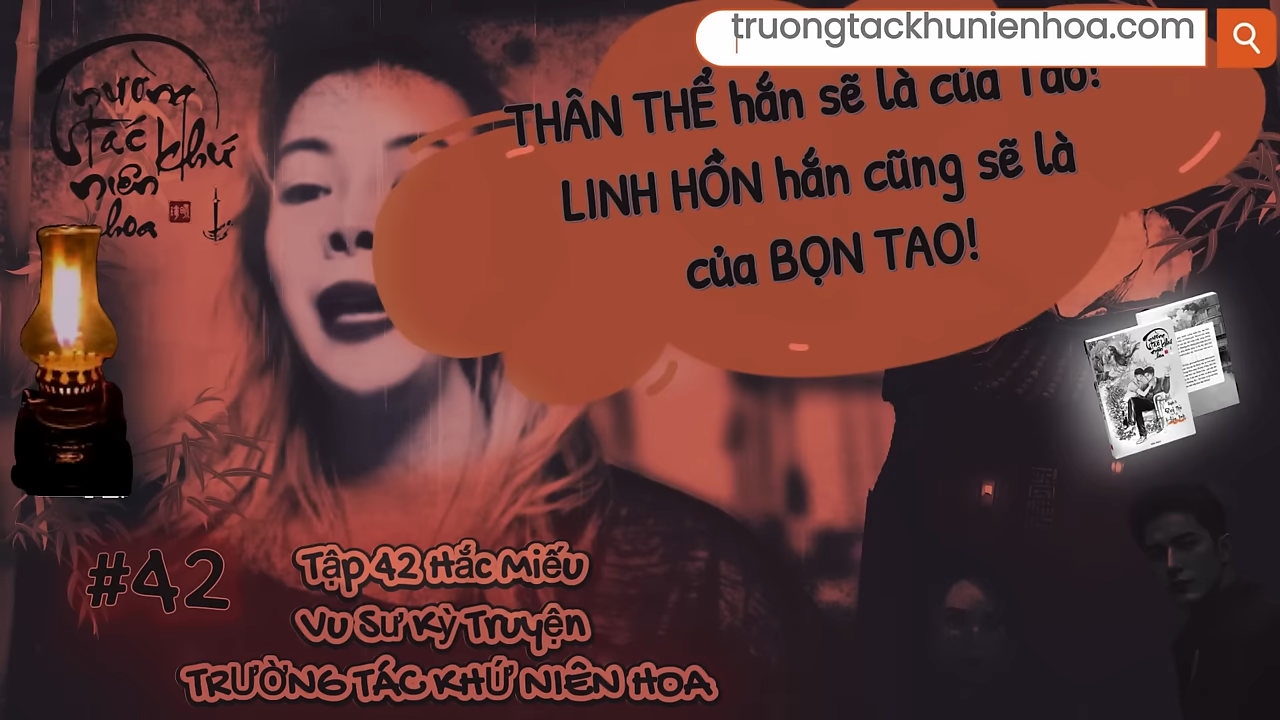 truongtackhunienhoa.com
THÂN THỂ hắn sẽ là của Tao!
LINH HỒN hắn cũng sẽ là
của BỌN TAO!
Trường
tác khứ
niên
hoa
#42
Tập 42 Hắc Miếu
Vu Sư Kỳ Truyện
TRƯỜNG TÁC KHỨ NIÊN HOA